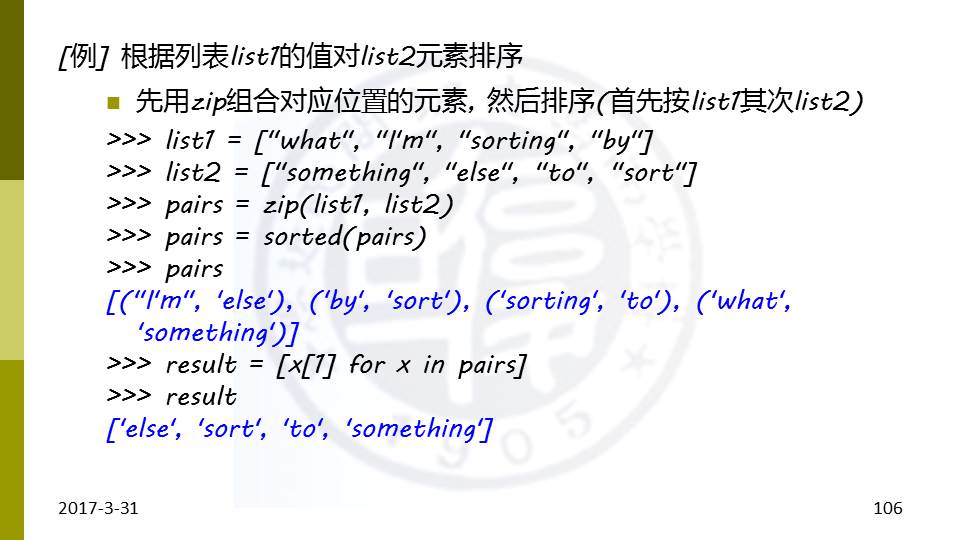 [例] 根据列表list1的值对list2元素排序
先用zip组合对应位置的元素, 然后排序(首先按list1其次list2)
>>> list1 = ["what", "I'm", "sorting", "by"]
>>> list2 = ["something", "else", "to", "sort"]
>>> pairs = zip(list1, list2)
>>> pairs = sorted(pairs)
>>> pairs
[("I'm", 'else'), ('by', 'sort'), ('sorting', 'to'), ('what',
'something')]
>>> result = [x[1] for x in pairs]
>>> result
['else', 'sort', 'to', 'something']
2017-3-31
106